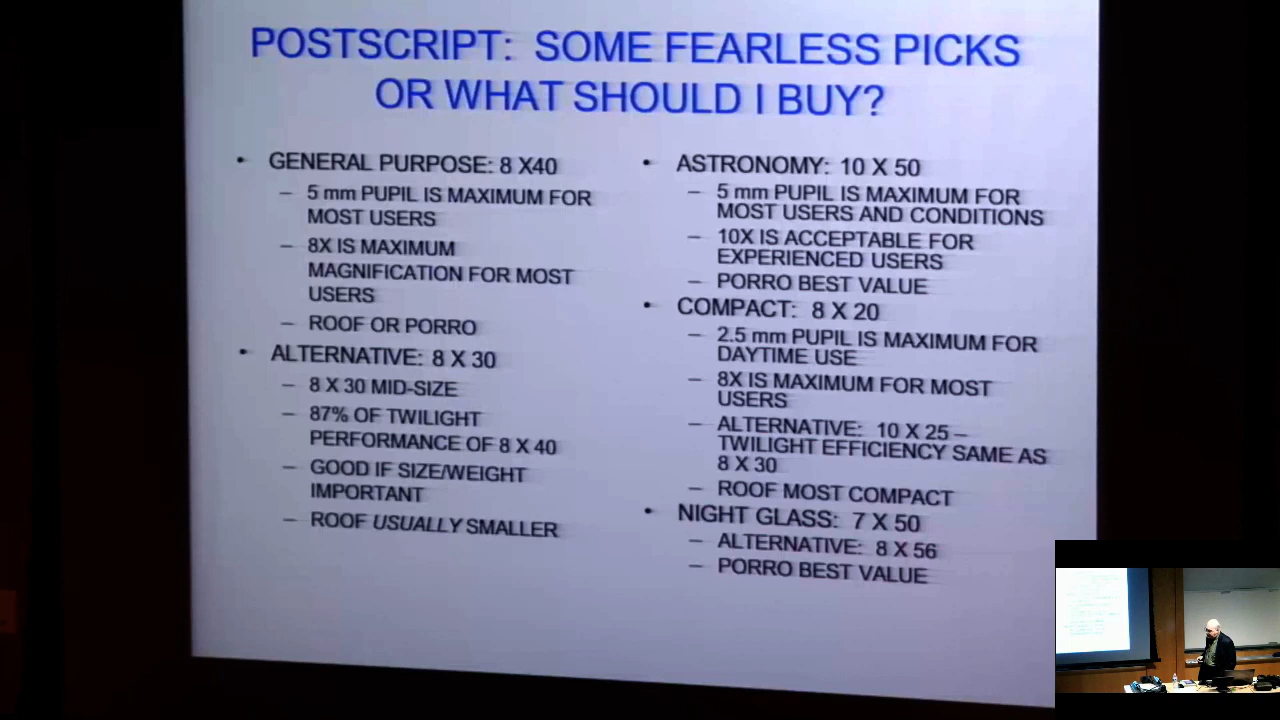 POSTSCRIPT: SOME FEARLESS PICKS
OR WHAT SHOULD I BUY?
• GENERAL PURPOSE: 8 X40
– 5 mm PUPIL IS MAXIMUM FOR
MOST USERS
– 8X IS MAXIMUM
MAGNIFICATION FOR MOST
USERS
– ROOF OR PORRO
• ALTERNATIVE: 8 X 30
– 8 X 30 MID-SIZE
– 87% OF TWILIGHT
PERFORMANCE OF 8 X 40
– GOOD IF SIZE/WEIGHT
IMPORTANT
– ROOF USUALLY SMALLER
• ASTRONOMY: 10 X 50
– 5 mm PUPIL IS MAXIMUM FOR
MOST USERS AND CONDITIONS
– 10X IS ACCEPTABLE FOR
EXPERIENCED USERS
– PORRO BEST VALUE
• COMPACT: 8 X 20
– 2.5 mm PUPIL IS MAXIMUM FOR
DAYTIME USE
– 8X IS MAXIMUM FOR MOST
USERS
– ALTERNATIVE: 10 X 25 –
TWILIGHT EFFICIENCY SAME AS
8 X 30
– ROOF MOST COMPACT
• NIGHT GLASS: 7 X 50
– ALTERNATIVE: 8 X 56
– PORRO BEST VALUE